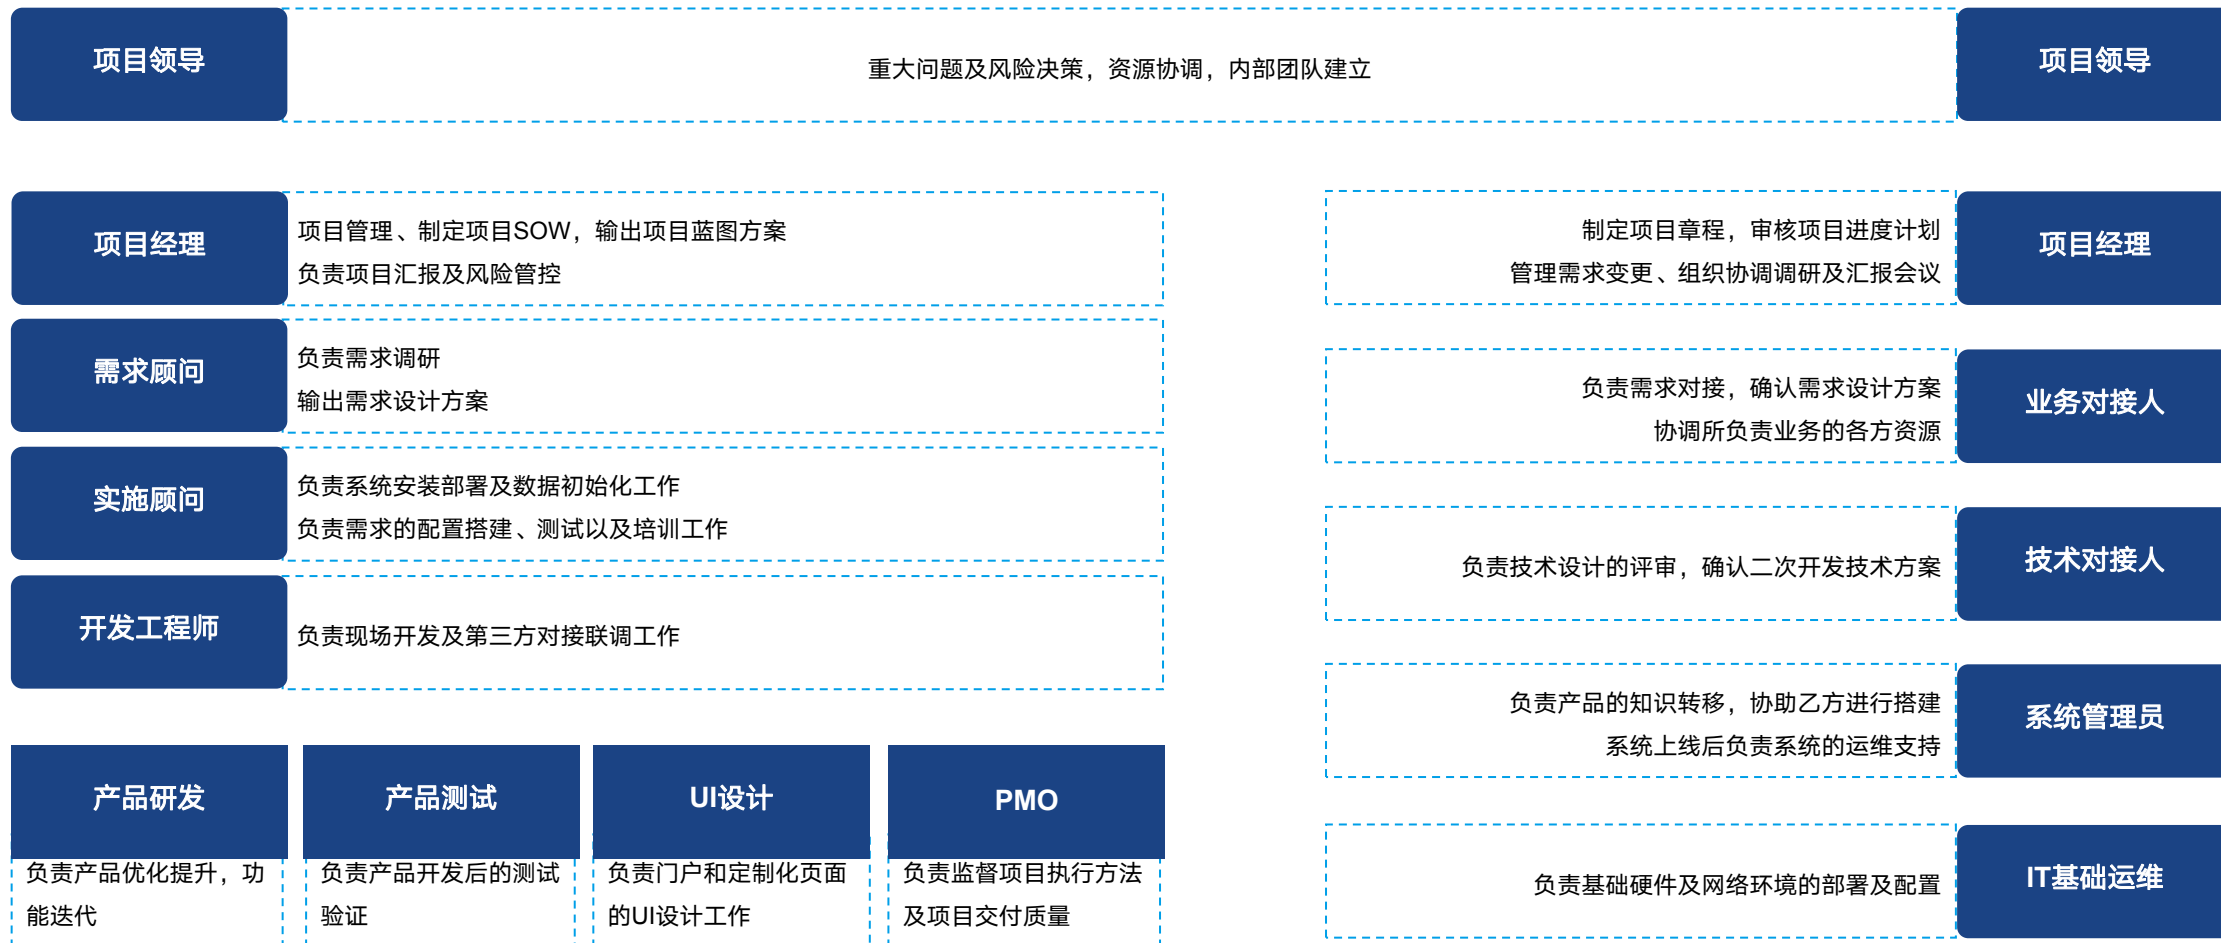 项目领导
重大问题及风险决策，资源协调，内部团队建立
项目领导
项目经理
项目管理、制定项目SOW，输出项目蓝图方案
负责项目汇报及风险管控
需求顾问
负责需求调研
输出需求设计方案
实施顾问
负责系统安装部署及数据初始化工作
负责需求的配置搭建、测试以及培训工作
开发工程师
负责现场开发及第三方对接联调工作
产品研发
负责产品优化提升，功
能迭代
产品测试
负责产品开发后的测试
验证
UI设计
负责门户和定制化页面
的UI设计工作
PMO
负责监督项目执行方法
及项目交付质量
制定项目章程，审核项目进度计划
管理需求变更、组织协调调研及汇报会议
项目经理
负责需求对接，确认需求设计方案
协调所负责业务的各方资源
业务对接人
负责技术设计的评审，确认二次开发技术方案
技术对接人
负责产品的知识转移，协助乙方进行搭建
系统上线后负责系统的运维支持
系统管理员
负责基础硬件及网络环境的部署及配置
IT基础运维